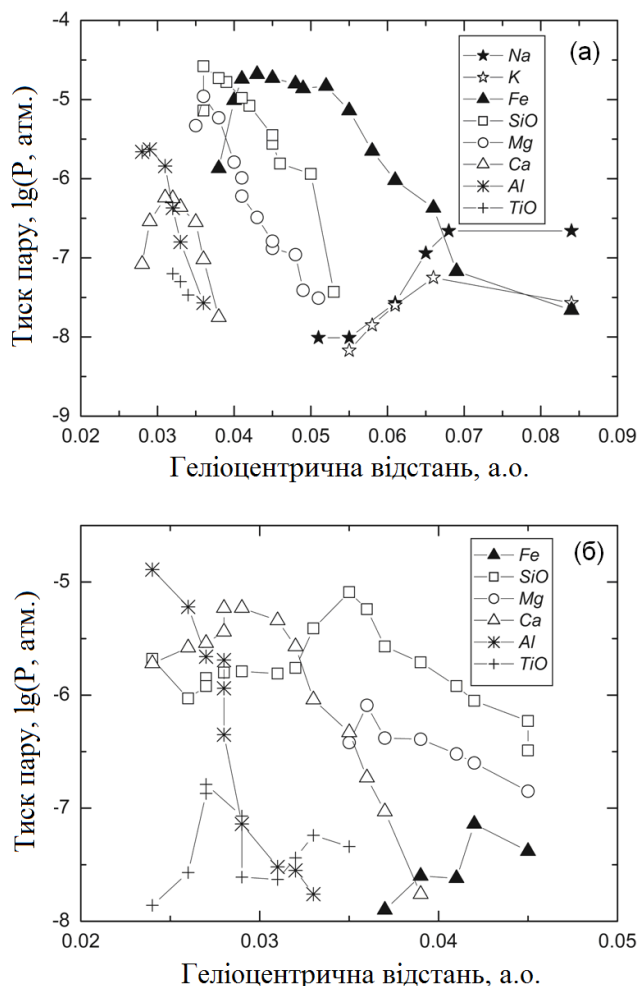 -4
-5
-6
-7
-8
-9
Тиск пару, lg(P, атм.)
(a)
Na
K
Fe
SiO
Mg
Ca
Al
TiO
0.02 0.03 0.04 0.05 0.06 0.07 0.08 0.09
Геліоцентрична відстань, а.о.
-5
-6
-7
-8
Тиск пару, lg(P, атм.)
(б)
Fe
SiO
Mg
Ca
Al
TiO
0.02 0.03 0.04 0.05
Геліоцентрична відстань, а.о.